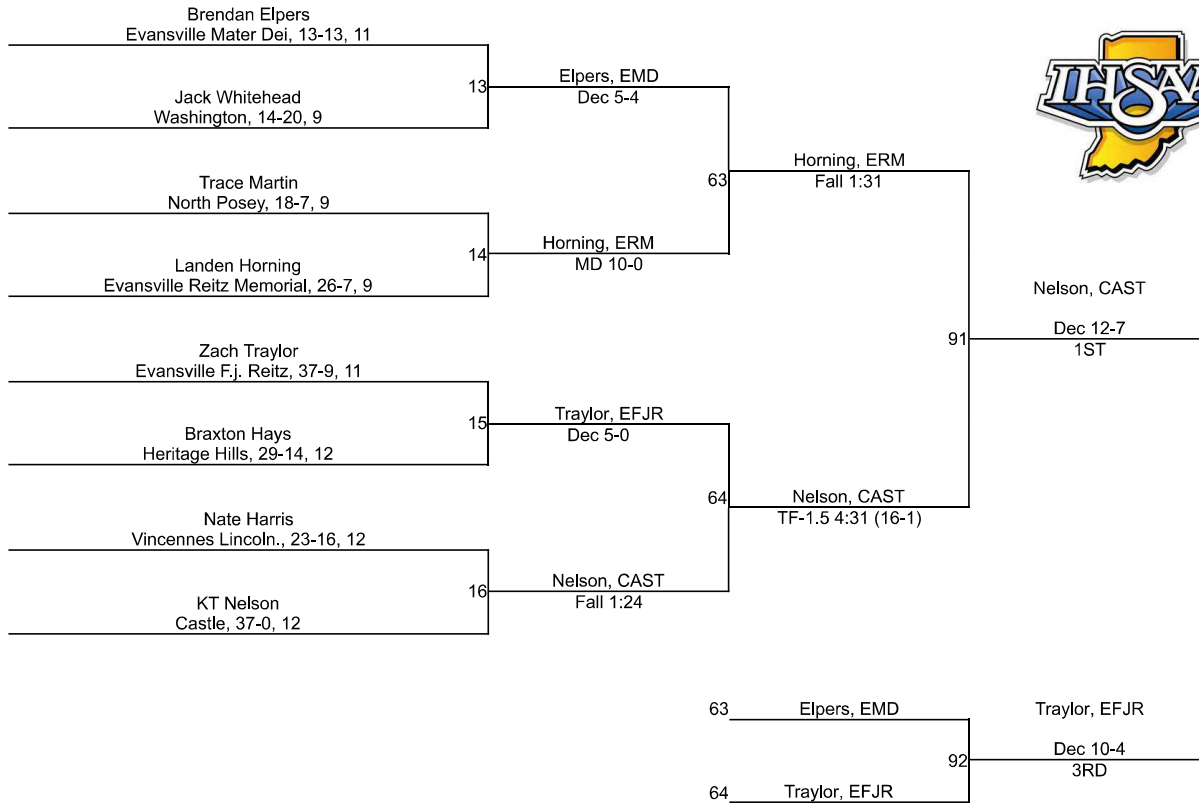 Brendan Elpers
Evansville Mater Dei, 13-13, 11
13
Elpers, EMD
Dec 5-4
Jack Whitehead
Washington, 14-20, 9
63
Horning, ERM
Fall 1:31
Trace Martin
North Posey, 18-7, 9
14
Horning, ERM
MD 10-0
Landen Horning
Evansville Reitz Memorial, 26-7, 9
91
Nelson, CAST
Dec 12-7
1ST
Zach Traylor
Evansville F.j. Reitz, 37-9, 11
15
Traylor, EFJR
Dec 5-0
Braxton Hays
Heritage Hills, 29-14, 12
64
Nelson, CAST
TF-1.5 4:31 (16-1)
Nate Harris
Vincennes Lincoln., 23-16, 12
16
Nelson, CAST
Fall 1:24
KT Nelson
Castle, 37-0, 12
63
Elpers, EMD
92
Traylor, EFJR
Dec 10-4
3RD
64
Traylor, EFJR
IHSAA